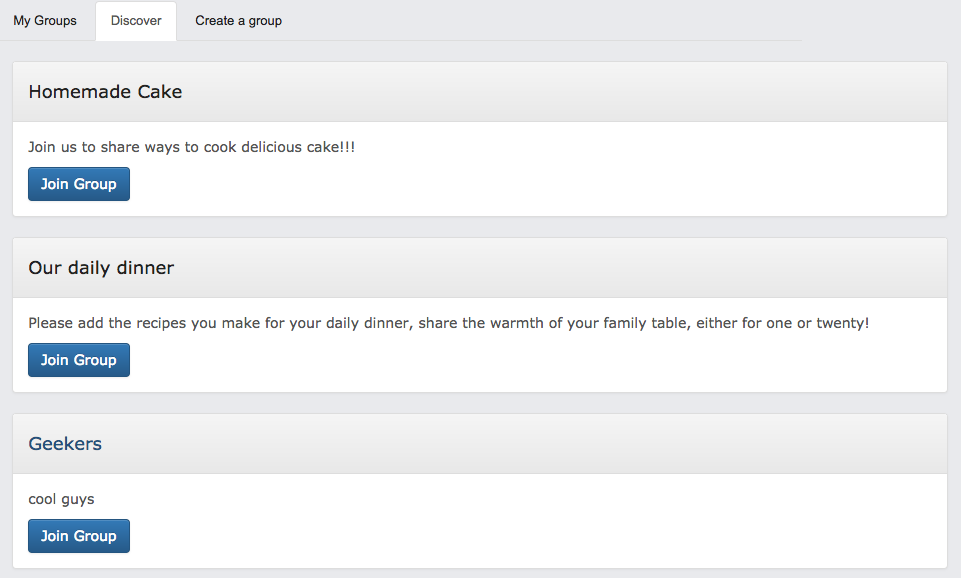 My Groups Discover Create a group
Homemade Cake
Join us to share ways to cook delicious cake!!!
Join Group
Our daily dinner
Please add the recipes you make for your daily dinner, share the warmth of your family table, either for one or twenty!
Join Group
Geekers
cool guys
Join Group